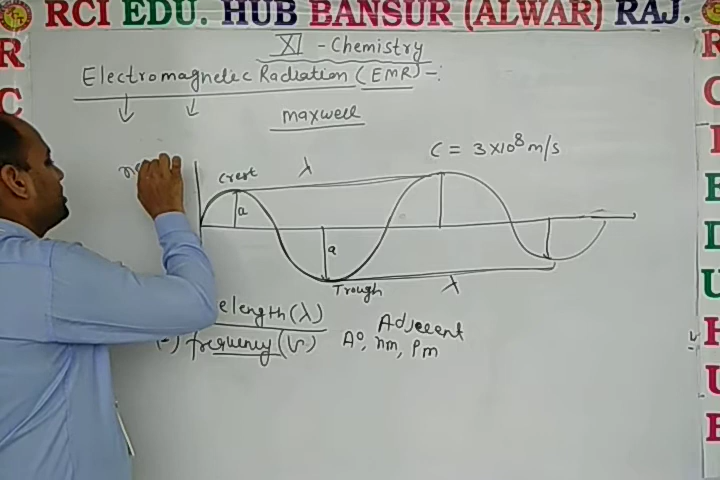 RCI EDU. HUB BANSUR (ALWAR) RAJ.
XI - Chemistry
Electromagnetic Radiation (EMR) -:
maxwell
C = 3×10⁸ m/s
Crest
λ
a
a
Trough
λ
elength (λ)
Adjecent
frequency (ν)
A°, nm, Pm
R
C
R
C
I
E
D
U
H
U
B